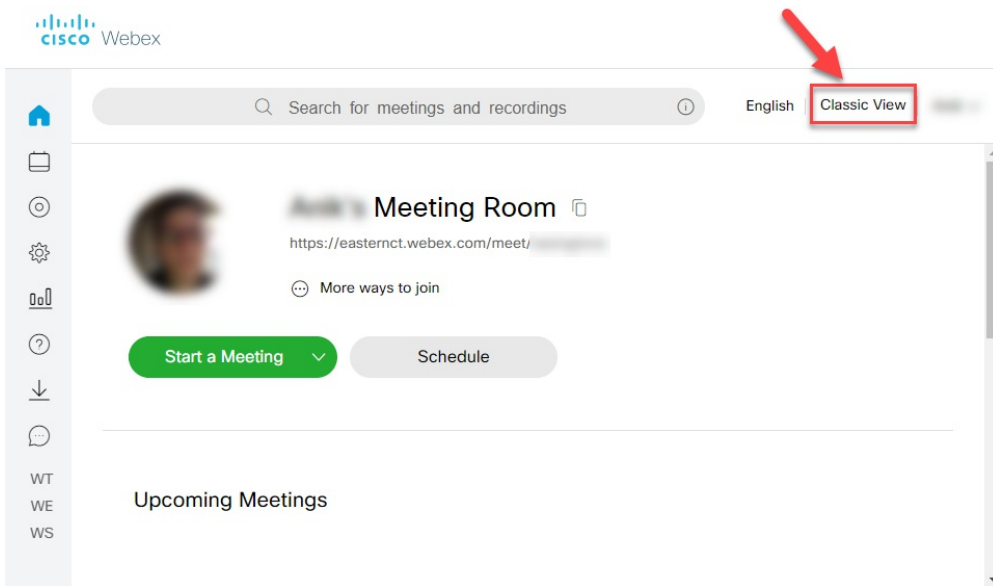 CISCO Webex
Search for meetings and recordings
English
Classic View
Meeting Room
https://easternct.webex.com/meet/
More ways to join
Start a Meeting
Schedule
Upcoming Meetings
WT
WE
WS